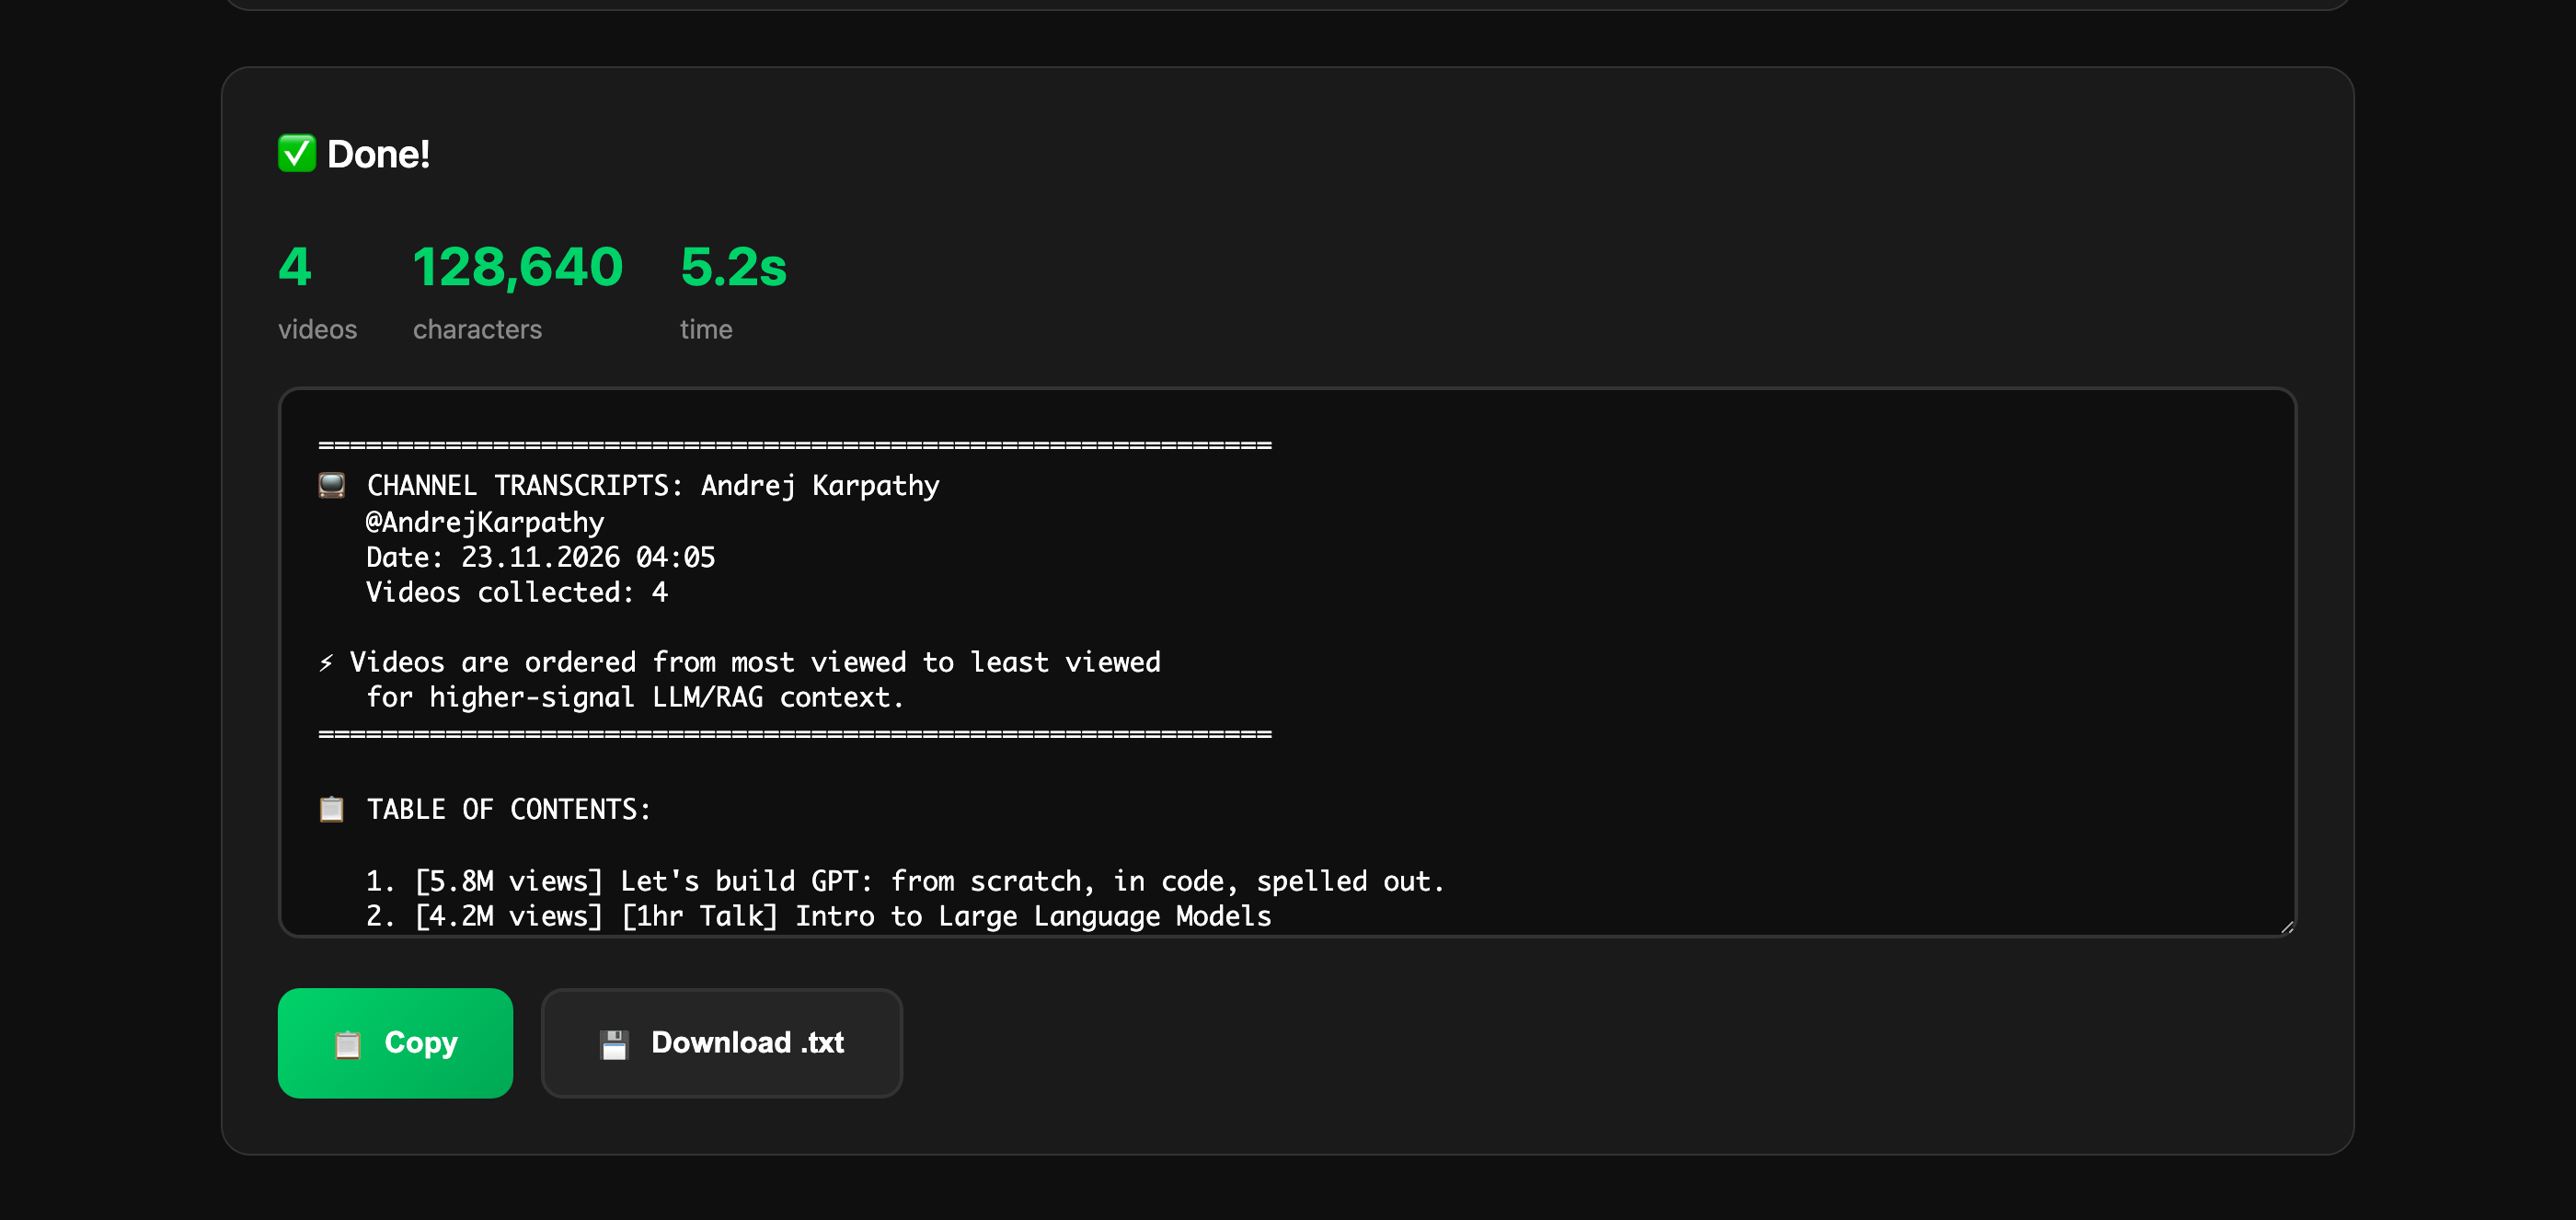 ✅ Done!
4 128,640 5.2s
videos characters time
============================================================
📺 CHANNEL TRANSCRIPTS: Andrej Karpathy
@AndrejKarpathy
Date: 23.11.2026 04:05
Videos collected: 4
⚡ Videos are ordered from most viewed to least viewed
for higher-signal LLM/RAG context.
============================================================
📋 TABLE OF CONTENTS:
1. [5.8M views] Let's build GPT: from scratch, in code, spelled out.
2. [4.2M views] [1hr Talk] Intro to Large Language Models
📋 Copy 💾 Download .txt